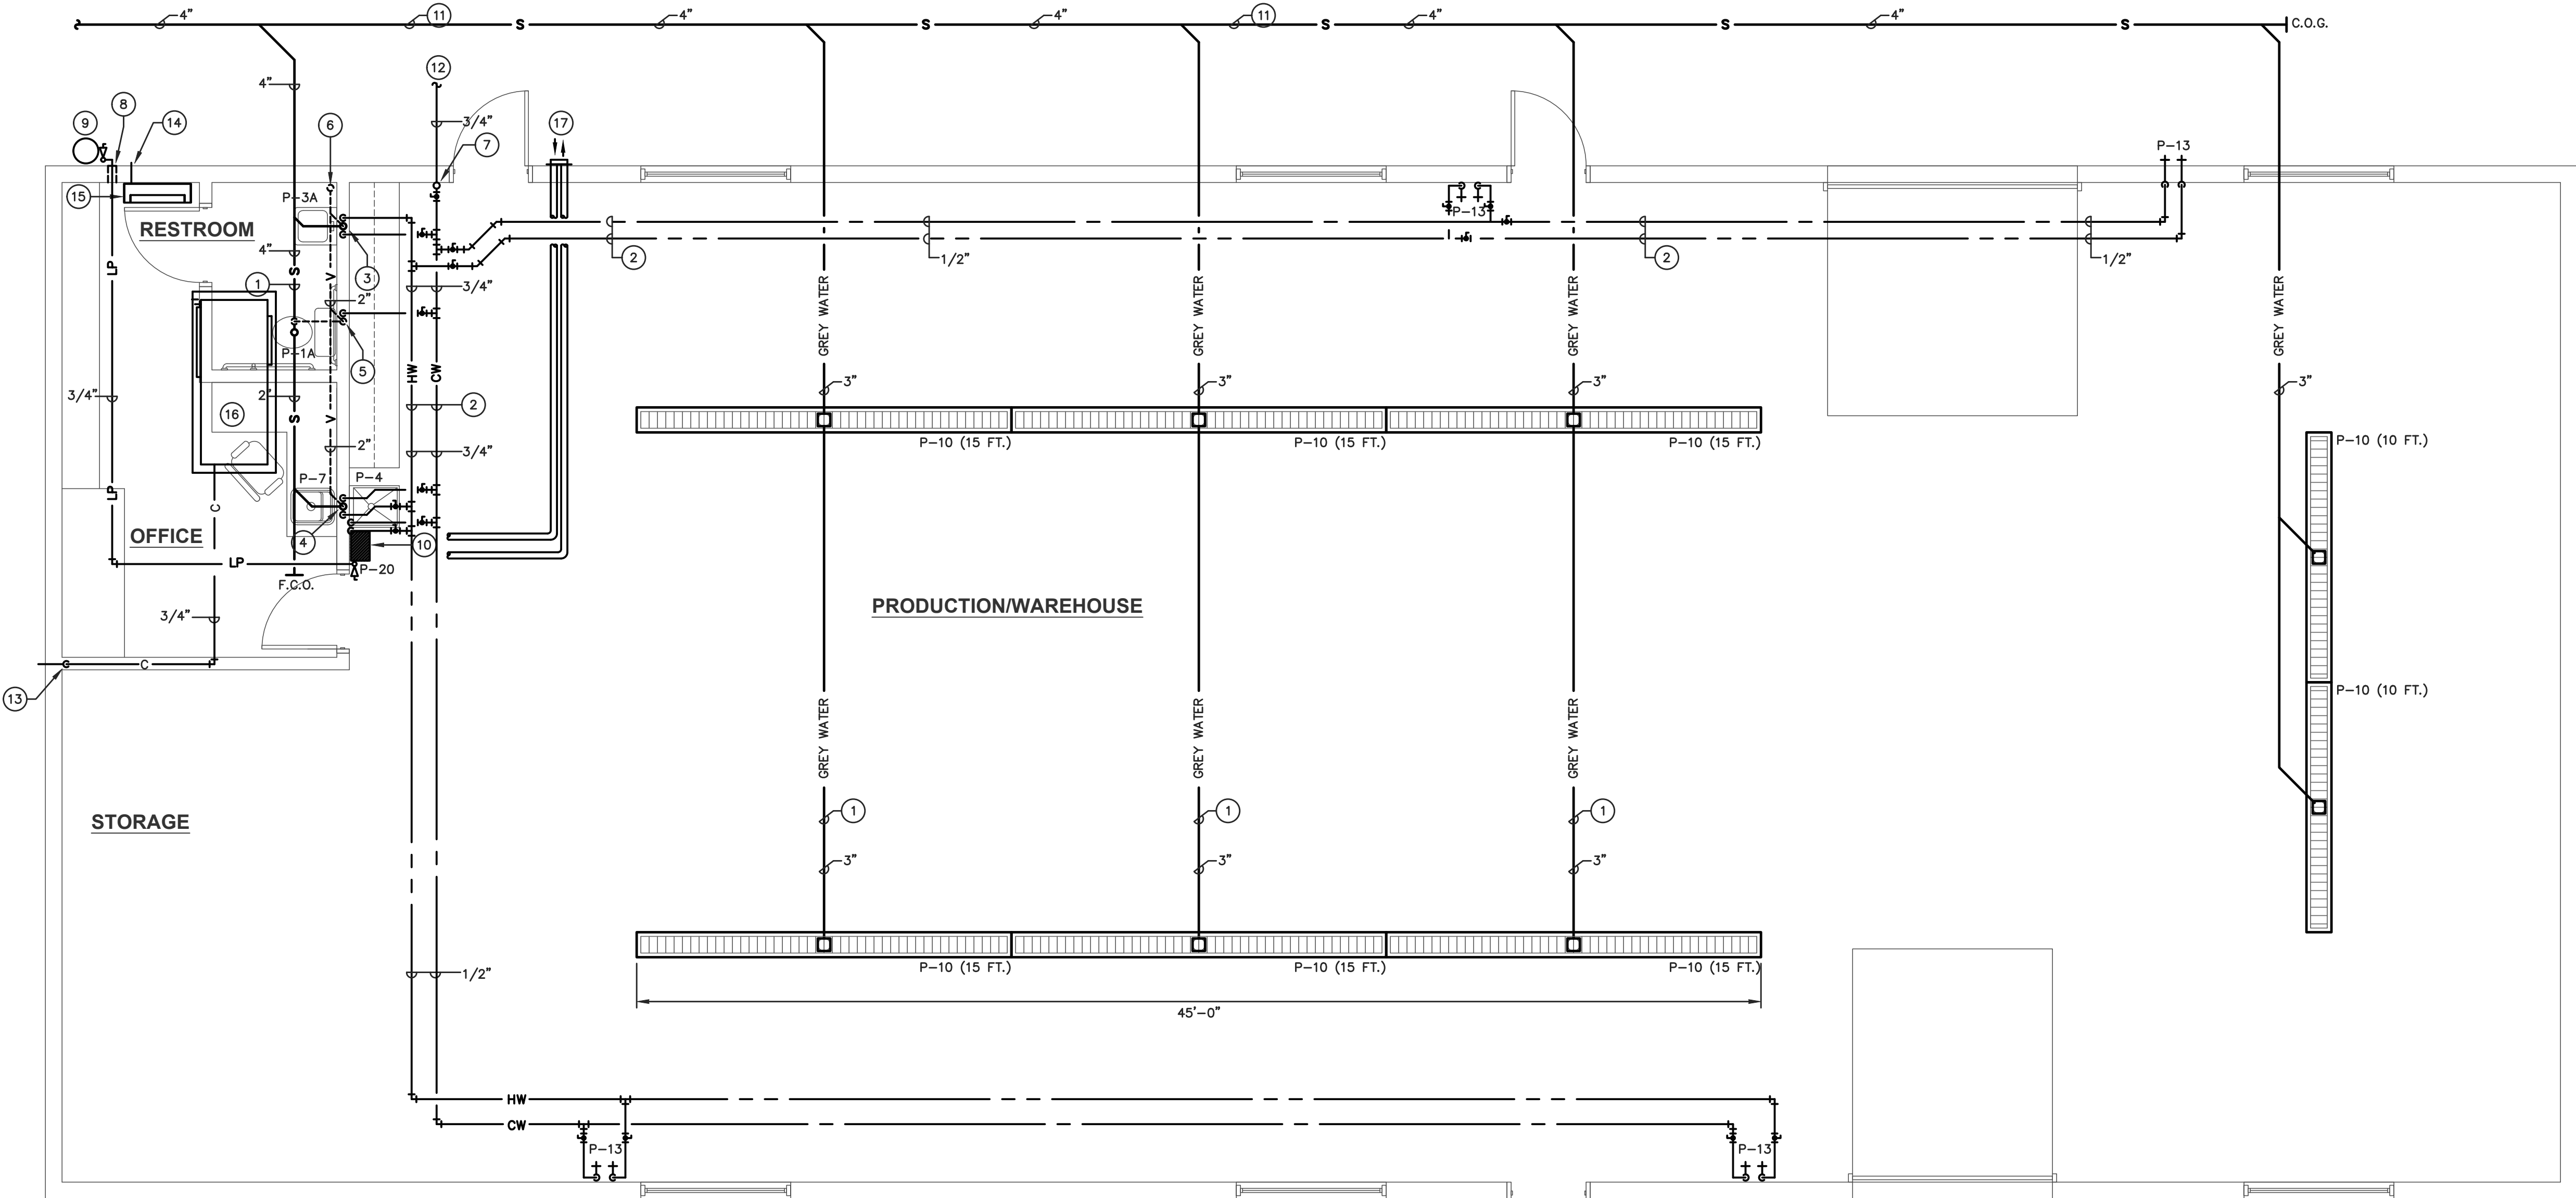 4" 11 S 4" S 4" 11 S 4" S 4" S C.O.G.
12
4"
8
9 14 6 3/4" 17 7
P-13
15 P-3A P-13
RESTROOM
4"
2 1/2" 2 1/2"
LP S V 3
1 3/4"
2"
GREY WATER GREY WATER GREY WATER GREY WATER
P-1A
5
HW CW
3" 3" 3" 3"
3/4" 2"
16 2
S V
P-10 (15 FT.) P-10 (15 FT.) P-10 (15 FT.) P-10 (10 FT.)
2" 3/4"
P-7 P-4
LP C
OFFICE
4 10
LP P-20
F.C.O.
PRODUCTION/WAREHOUSE
3/4"
C
13
P-10 (10 FT.)
GREY WATER GREY WATER GREY WATER
1 1 1
STORAGE
3" 3" 3"
P-10 (15 FT.) P-10 (15 FT.) P-10 (15 FT.)
1/2"
45'-0"
HW
CW
P-13 P-13